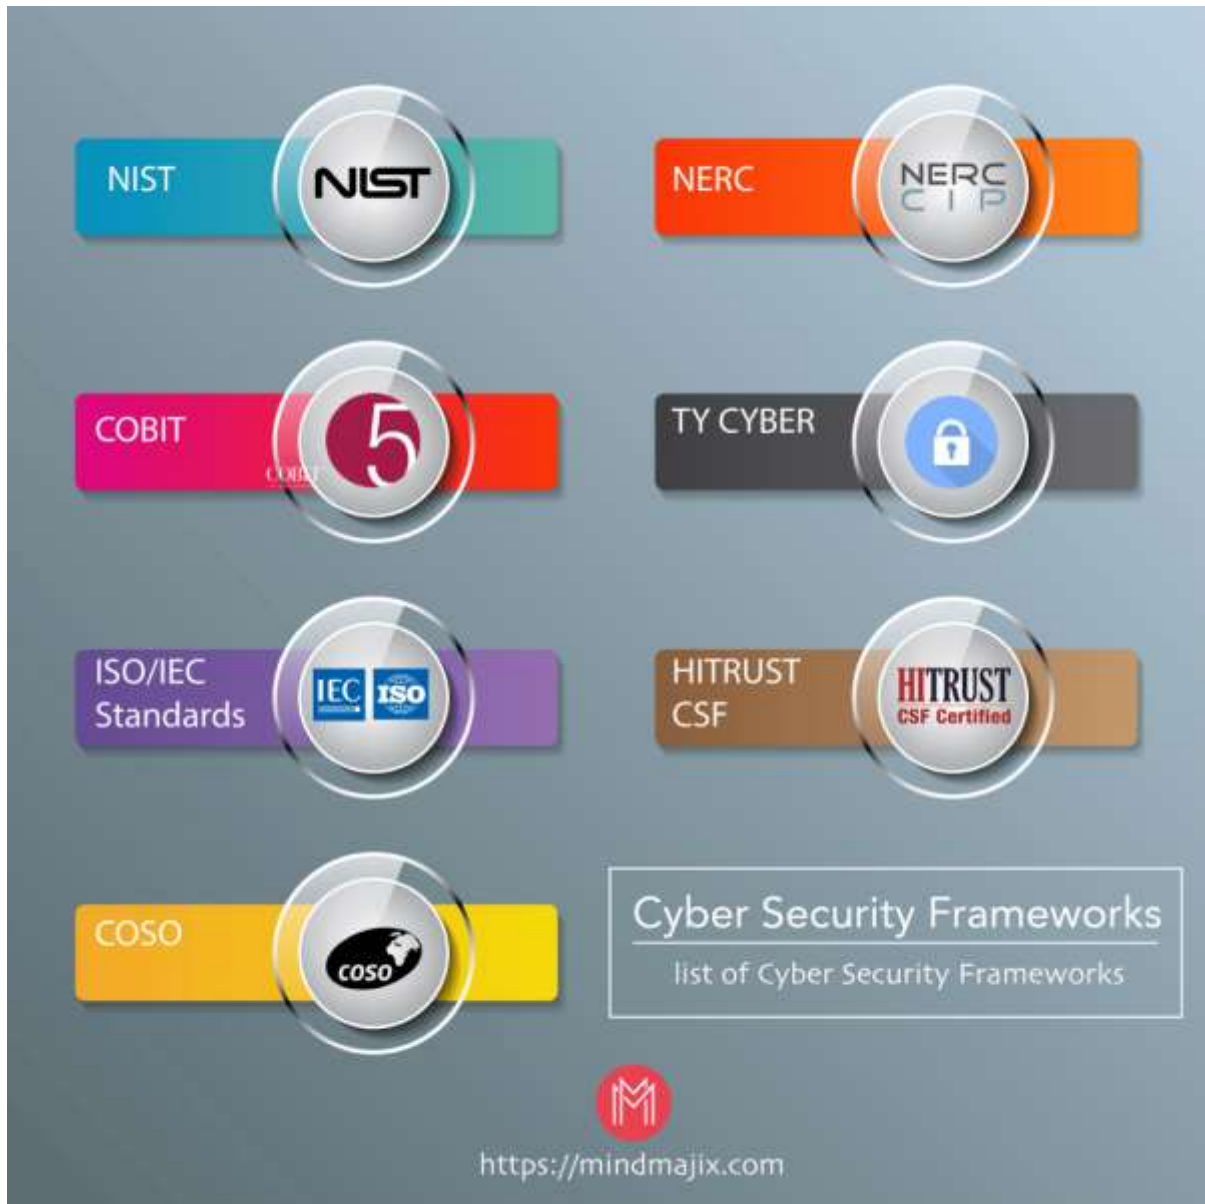 NIST
NIST
NERC
NERC
CIP
COBIT
COBIT
5
TY CYBER
ISO/IEC
Standards
IEC
ISO
HITRUST
CSF
HITRUST
CSF Certified
COSO
COSO
Cyber Security Frameworks
list of Cyber Security Frameworks
M
https://mindmajix.com